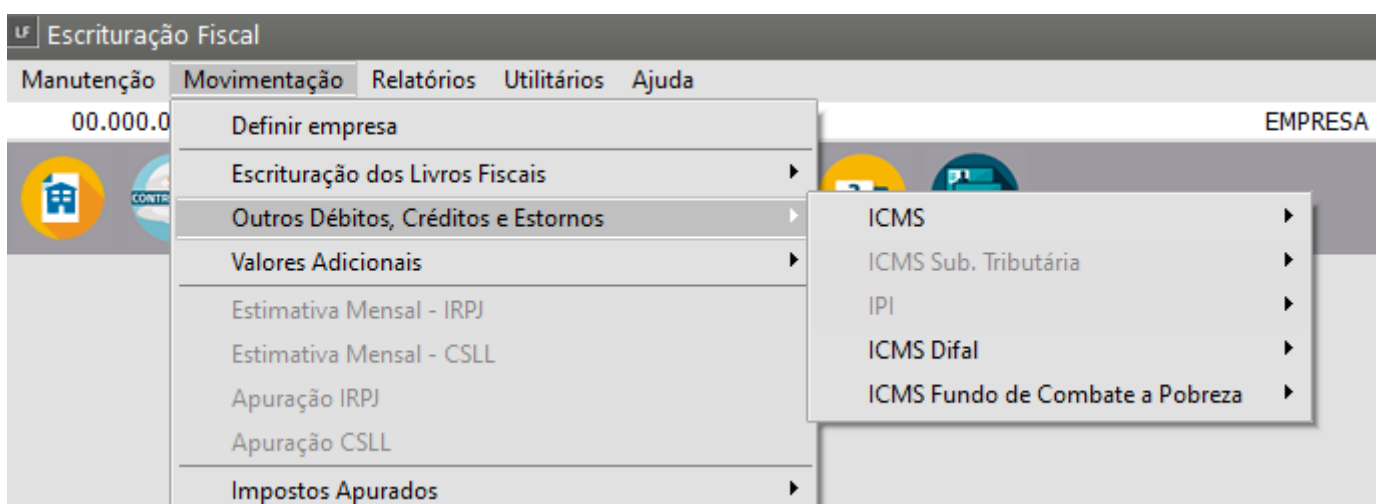 LF Escrituração Fiscal
Manutenção Movimentação Relatórios Utilitários Ajuda
00.000.0 EMPRESA
Definir empresa
Escrituração dos Livros Fiscais
Outros Débitos, Créditos e Estornos
Valores Adicionais
Estimativa Mensal - IRPJ
Estimativa Mensal - CSLL
Apuração IRPJ
Apuração CSLL
Impostos Apurados
ICMS
ICMS Sub. Tributária
IPI
ICMS Difal
ICMS Fundo de Combate a Pobreza